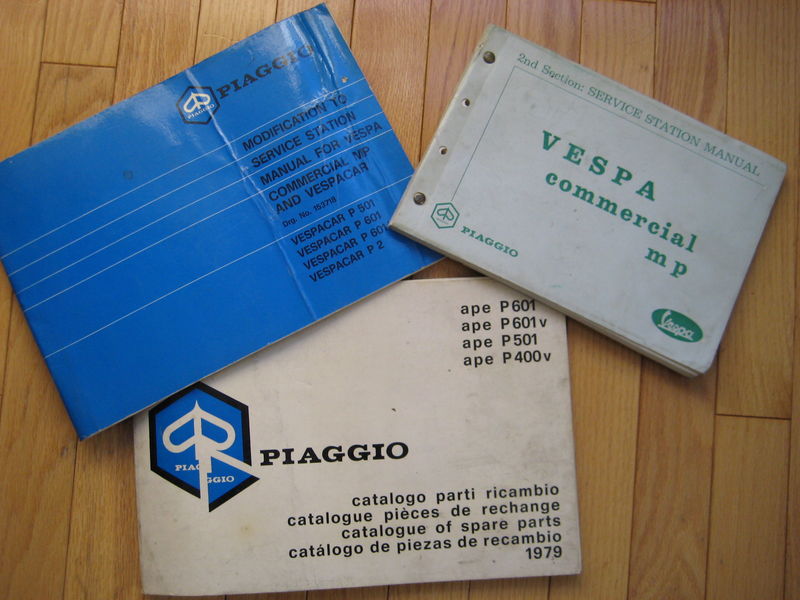 PIAGGIO
PIAGGIO
MODIFICATION TO
SERVICE STATION
MANUAL FOR VESPA
COMMERCIAL MP
AND VESPACAR
Drg. No. 153718
VESPACAR P 501
VESPACAR P 601
VESPACAR P 601
VESPACAR P 2
2nd Section: SERVICE STATION MANUAL
VESPA
commercial
mp
PIAGGIO
Vespa
ape P601
ape P601v
ape P501
ape P400v
PIAGGIO
PIAGGIO
catalogo parti ricambio
catalogue pièces de rechange
catalogue of spare parts
catálogo de piezas de recambio
1979